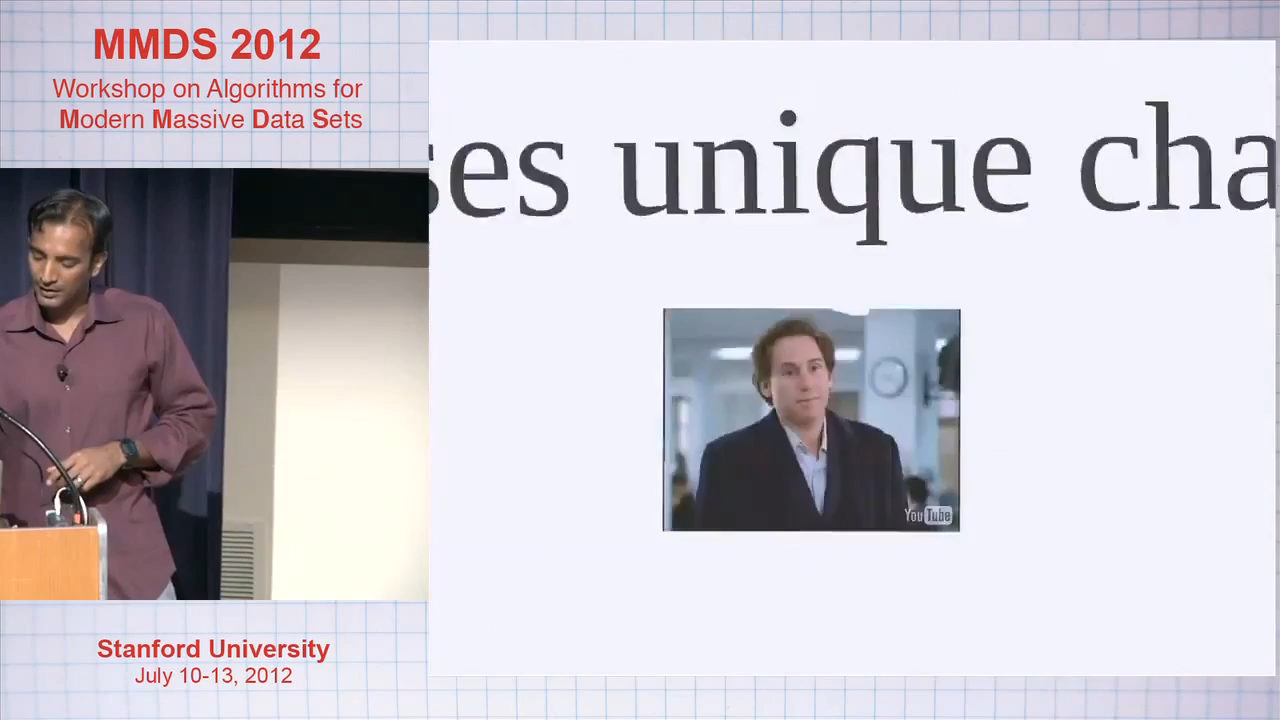 MMDS 2012
Workshop on Algorithms for
Modern Massive Data Sets
ses unique cha
YouTube
Stanford University
July 10-13, 2012